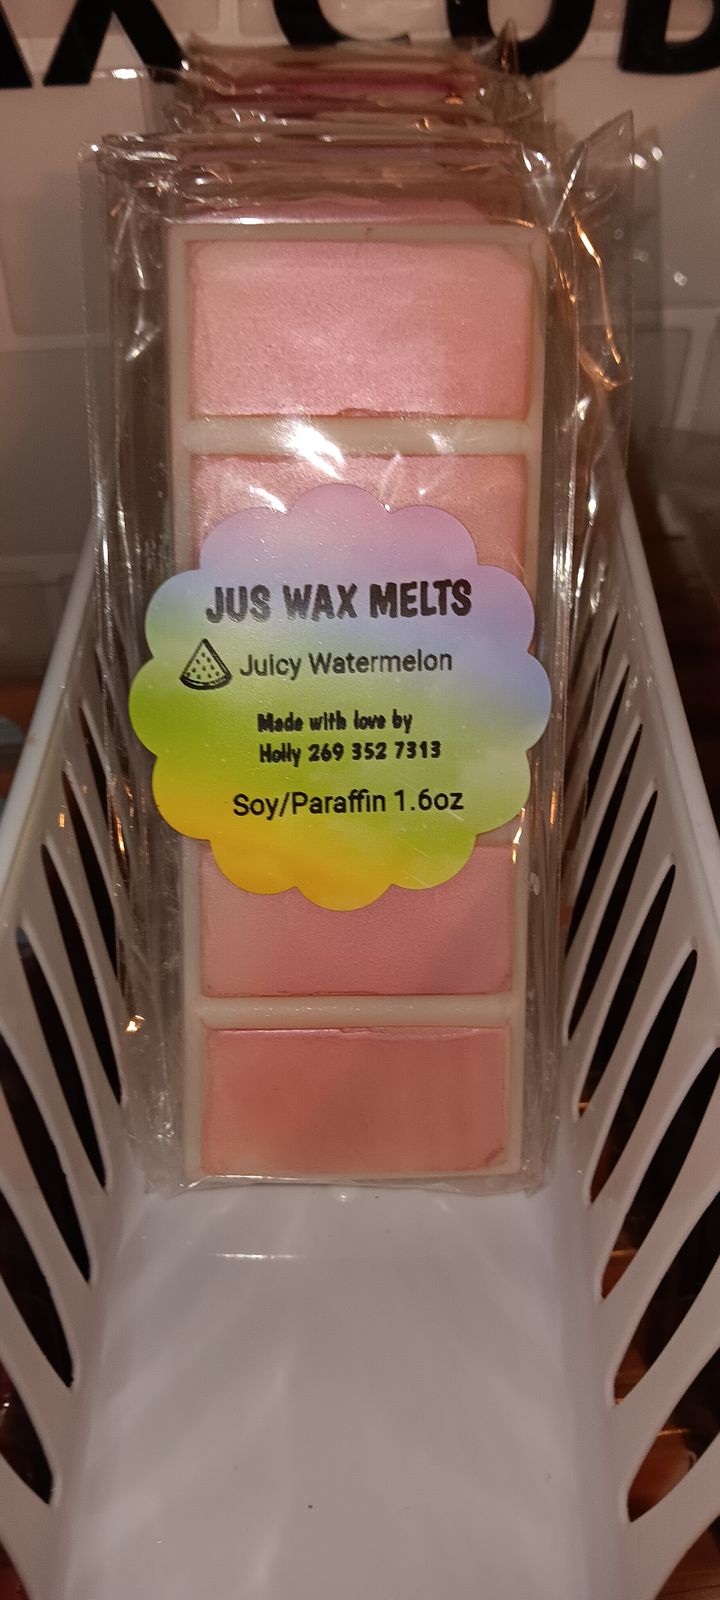 JUS WAX MELTS
Juicy Watermelon
Made with love by
Holly 269 352 7313
Soy/Paraffin 1.6oz